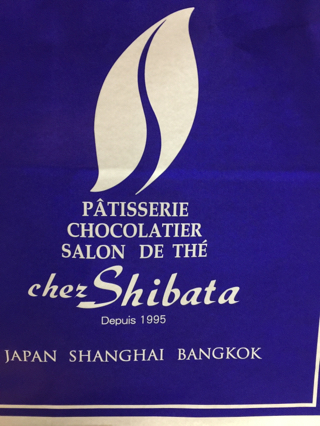 PÂTISSERIE
CHOCOLATIER
SALON DE THÉ
chez Shibata
Depuis 1995
JAPAN SHANGHAI BANGKOK